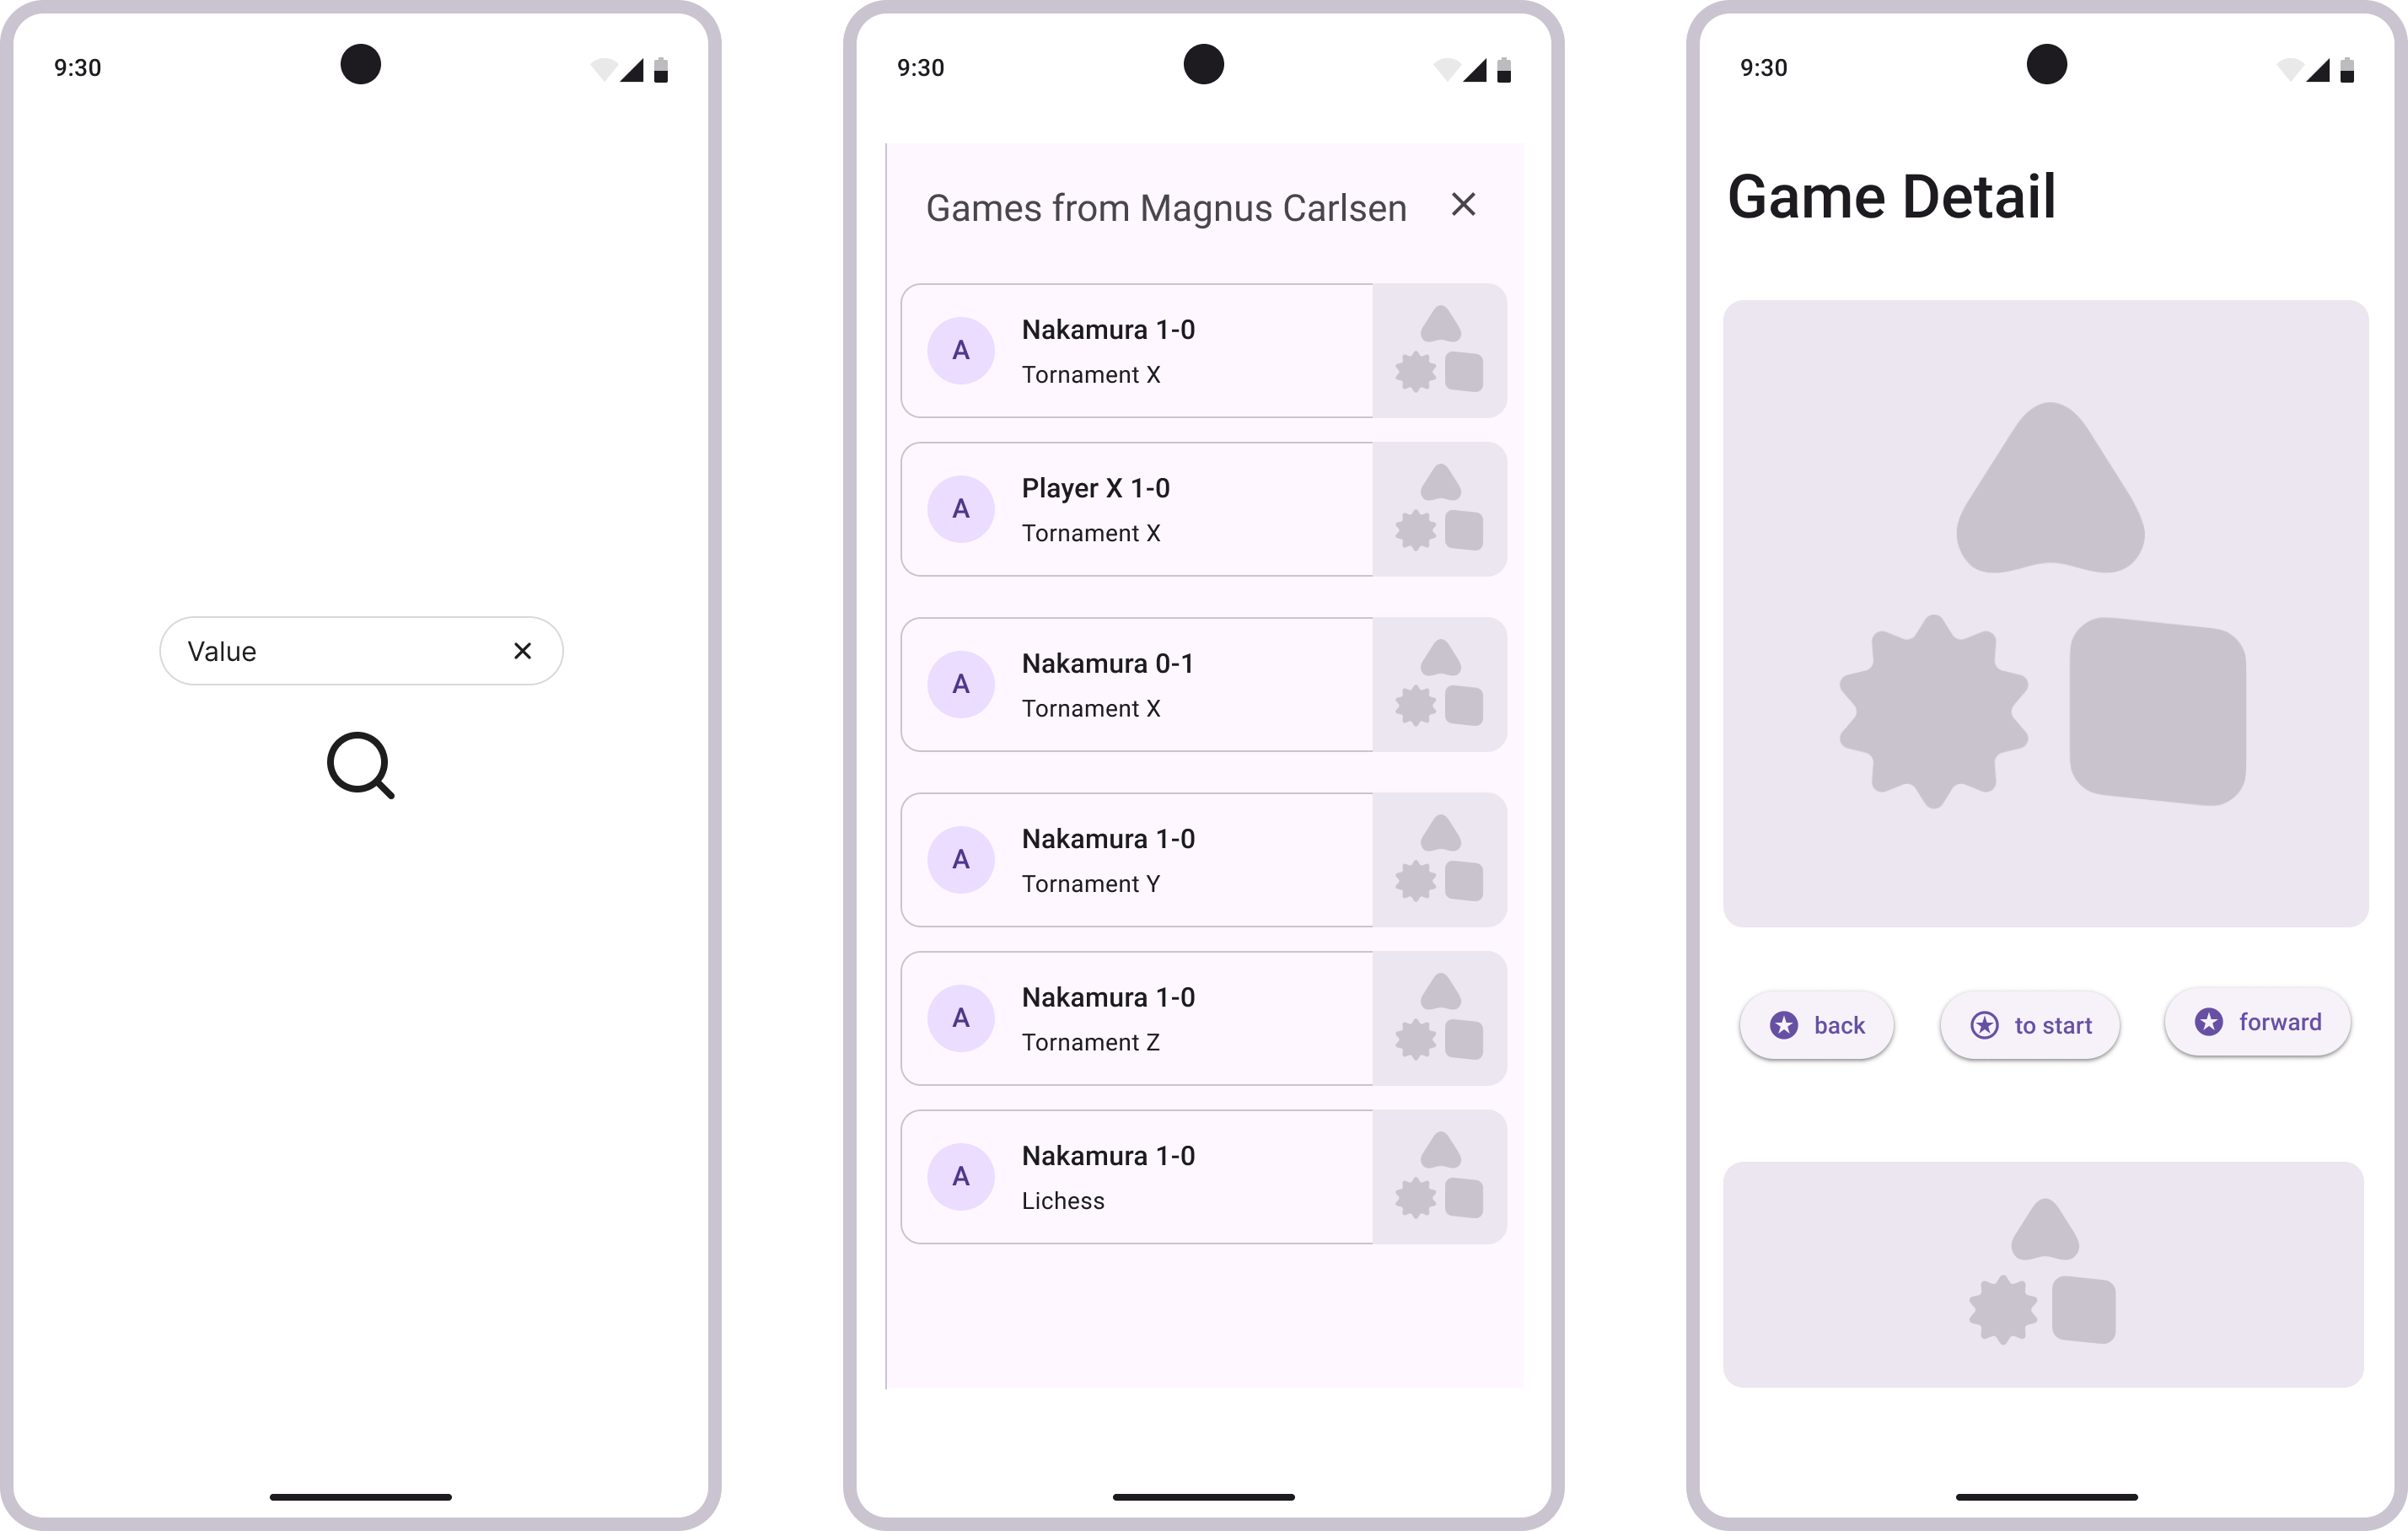 9:30
Value
9:30
Games from Magnus Carlsen
A
Nakamura 1-0
Tornament X
A
Player X 1-0
Tornament X
A
Nakamura 0-1
Tornament X
A
Nakamura 1-0
Tornament Y
A
Nakamura 1-0
Tornament Z
A
Nakamura 1-0
Lichess
9:30
Game Detail
back
to start
forward